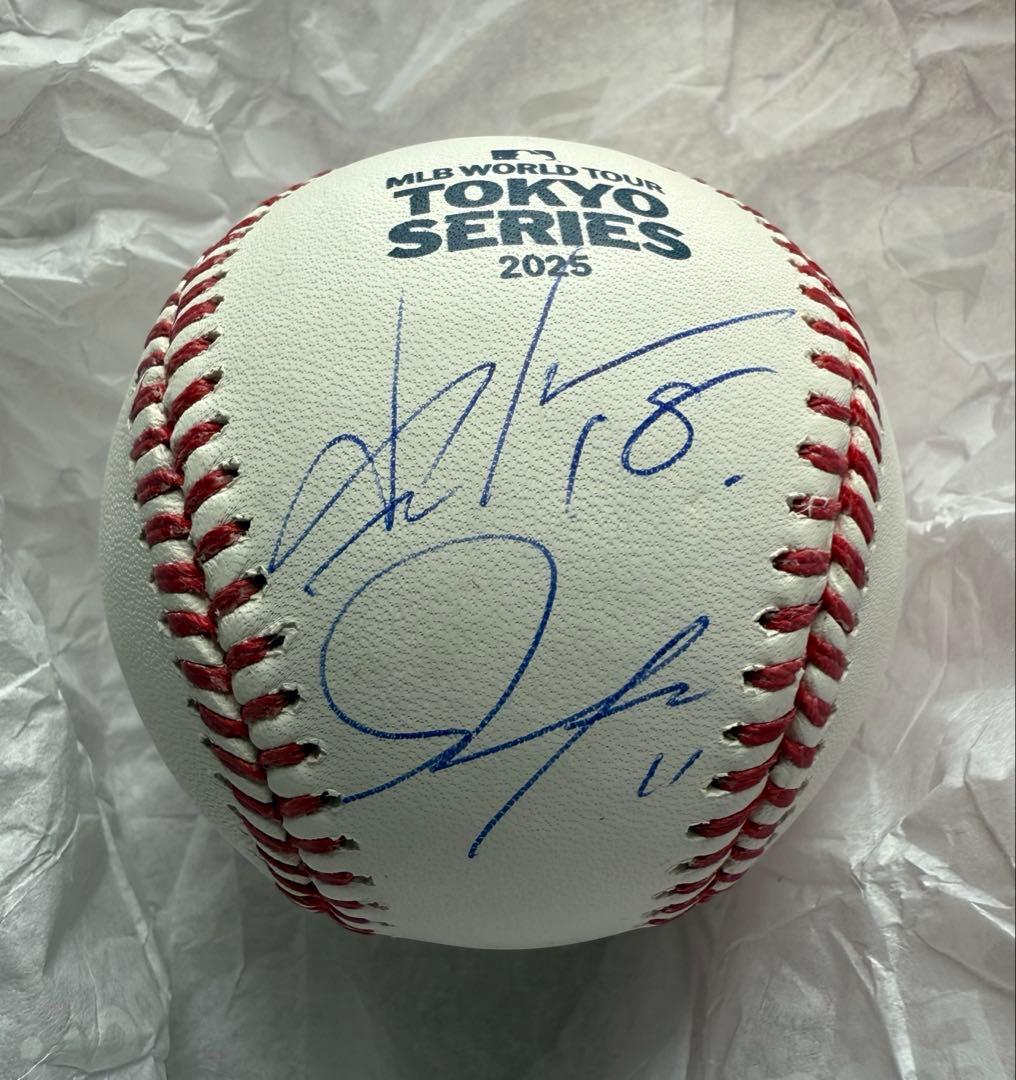 MLB WORLD TOUR
TOKYO
SERIES
2025
18
11